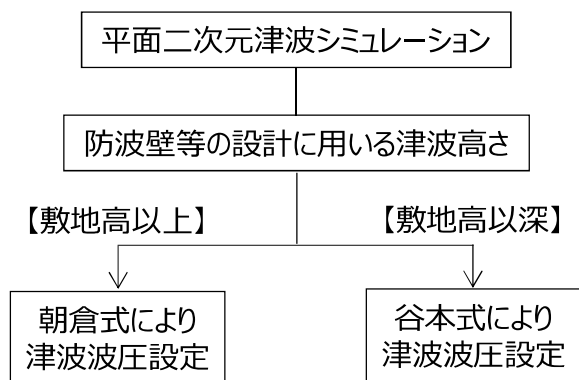 平面二次元津波シミュレーション
防波壁等の設計に用いる津波高さ
【敷地高以上】
【敷地高以深】
朝倉式により
津波波圧設定
谷本式により
津波波圧設定